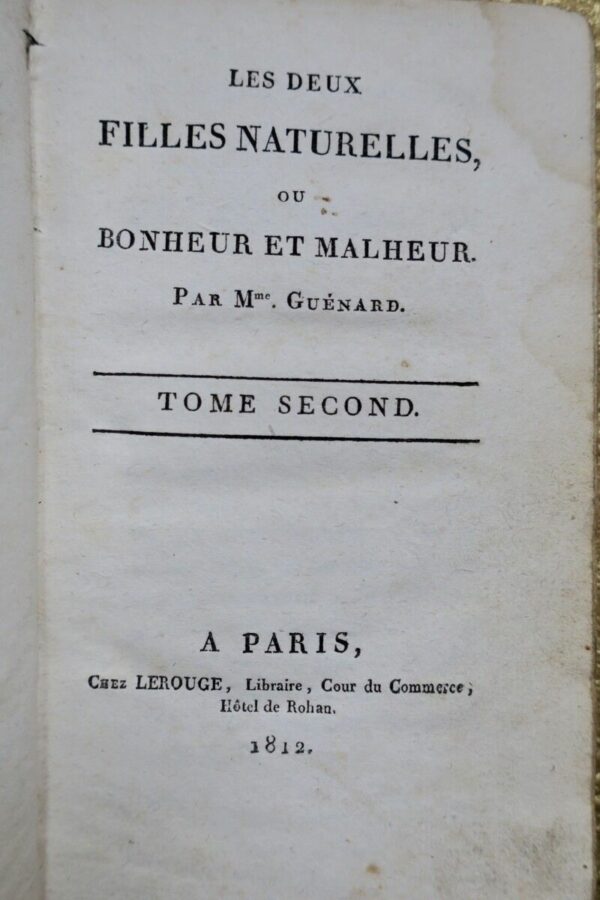 LES DEUX
FILLES NATURELLES,
OU
BONHEUR ET MALHEUR.
PAR Mme. GUÉNARD.
TOME SECOND.
A PARIS,
CHEZ LEROUGE, Libraire, Cour du Commerce,
Hôtel de Rohan.
1812.